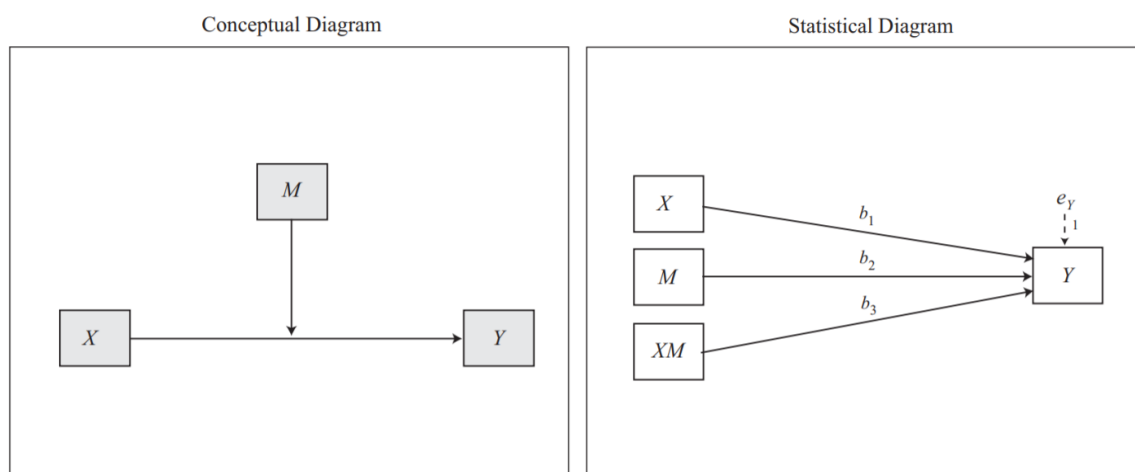 Conceptual Diagram
M
X
Y
Statistical Diagram
X
M
XM
b1
b2
b3
eY
1
Y